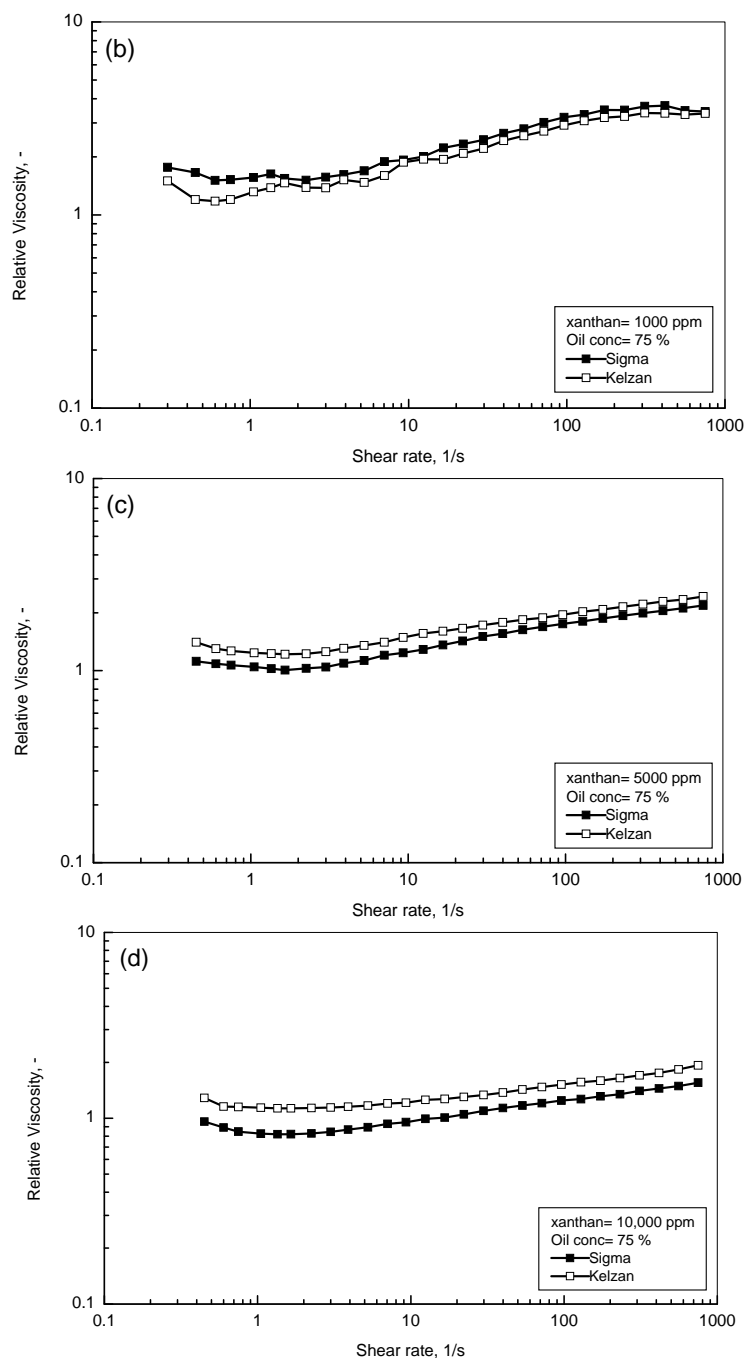 (b)
10
1
0.1
Relative Viscosity, -
xanthan= 1000 ppm
Oil conc= 75 %
Sigma
Kelzan
0.1
1
10
100
1000
Shear rate, 1/s
(c)
10
1
0.1
Relative Viscosity, -
xanthan= 5000 ppm
Oil conc= 75 %
Sigma
Kelzan
0.1
1
10
100
1000
Shear rate, 1/s
(d)
10
1
0.1
Relative Viscosity, -
xanthan= 10,000 ppm
Oil conc= 75 %
Sigma
Kelzan
0.1
1
10
100
1000
Shear rate, 1/s